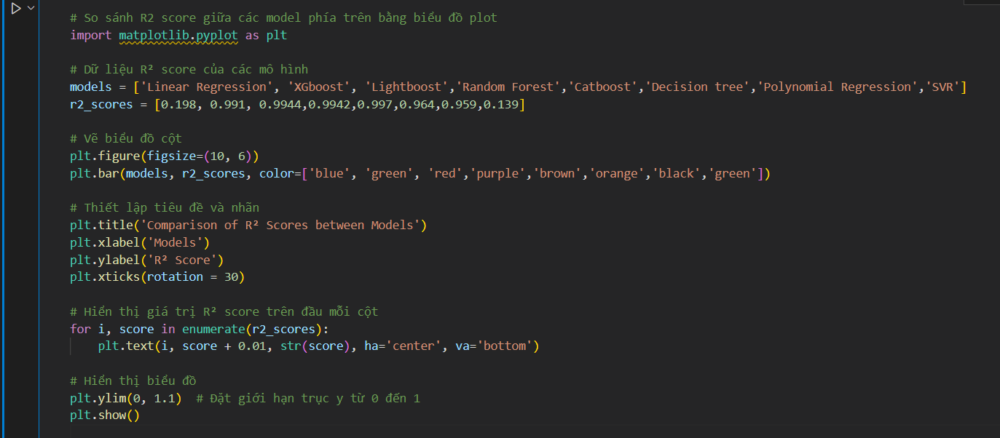 # So sánh R2 score giữa các model phía trên bằng biểu đồ plot
import matplotlib.pyplot as plt
# Dữ liệu R² score của các mô hình
models = ['Linear Regression', 'XGboost', 'Lightboost','Random Forest','Catboost','Decision tree','Polynomial Regression','SVR']
r2_scores = [0.198, 0.991, 0.9944,0.9942,0.997,0.964,0.959,0.139]
# Vẽ biểu đồ cột
plt.figure(figsize=(10, 6))
plt.bar(models, r2_scores, color=['blue', 'green', 'red','purple','brown','orange','black','green'])
# Thiết lập tiêu đề và nhãn
plt.title('Comparison of R² Scores between Models')
plt.xlabel('Models')
plt.ylabel('R² Score')
plt.xticks(rotation = 30)
# Hiển thị giá trị R² score trên đầu mỗi cột
for i, score in enumerate(r2_scores):
    plt.text(i, score + 0.01, str(score), ha='center', va='bottom')
# Hiển thị biểu đồ
plt.ylim(0, 1.1)  # Đặt giới hạn trục y từ 0 đến 1
plt.show()